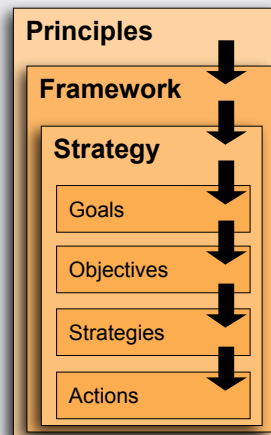 Principles
Framework
Strategy
Goals
Objectives
Strategies
Actions